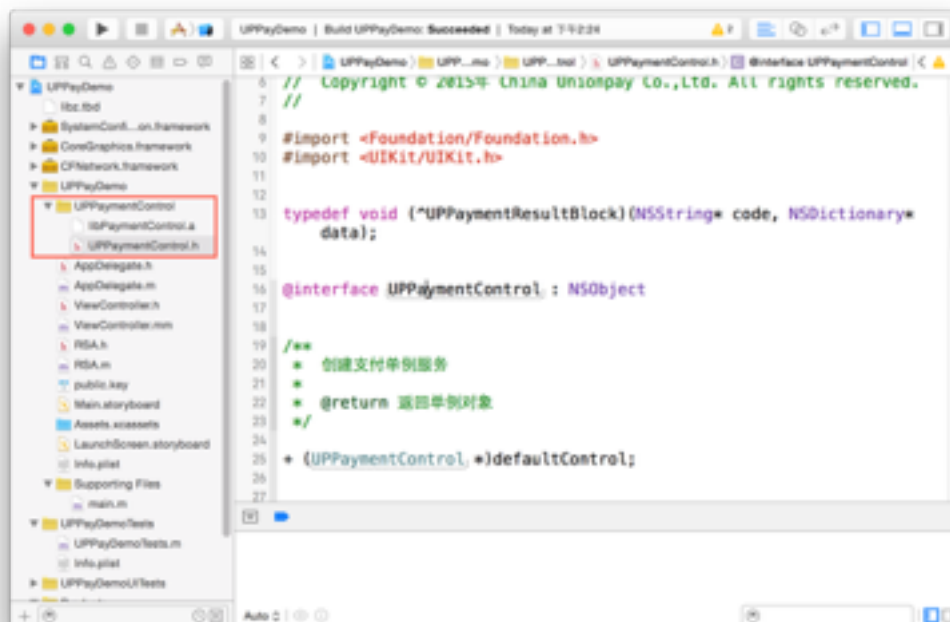 UPPayDemo | Build UPPayDemo: Succeeded | Today at 下午2:24
2
UPPayDemo
UPP...mo
UPP...trol
UPPaymentControl.h
@interface UPPaymentControl
UPPayDemo
libz.tbd
SystemConfi...on.framework
CoreGraphics.framework
CFNetwork.framework
UPPayDemo
UPPaymentControl
libPaymentControl.a
UPPaymentControl.h
AppDelegate.h
AppDelegate.m
ViewController.h
ViewController.mm
RSA.h
RSA.m
public.key
Main.storyboard
Assets.xcassets
LaunchScreen.storyboard
Info.plist
Supporting Files
main.m
UPPayDemoTests
UPPayDemoTests.m
Info.plist
UPPayDemoUITests
6 // Copyright © 2015年 China Unionpay Co.,Ltd. All rights reserved.
7 //
8
9 #import <Foundation/Foundation.h>
10 #import <UIKit/UIKit.h>
11
12
13 typedef void (^UPPaymentResultBlock)(NSString* code, NSDictionary*
data);
14
15
16 @interface UPPaymentControl : NSObject
17
18
19 /**
20 * 创建支付单例服务
21 *
22 * @return 返回单例对象
23 */
24
25 + (UPPaymentControl *)defaultControl;
26
27
Auto